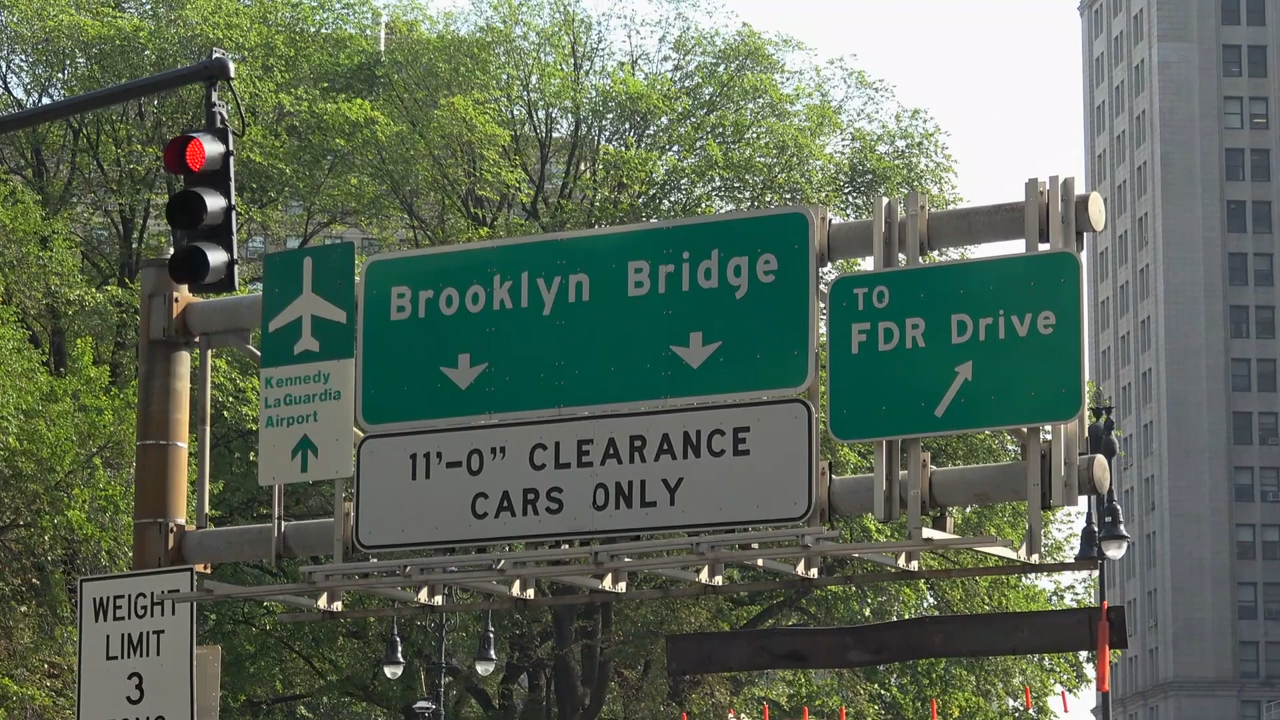 Kennedy
LaGuardia
Airport
Brooklyn Bridge
11'-0" CLEARANCE
CARS ONLY
TO
FDR Drive
WEIGHT
LIMIT
3